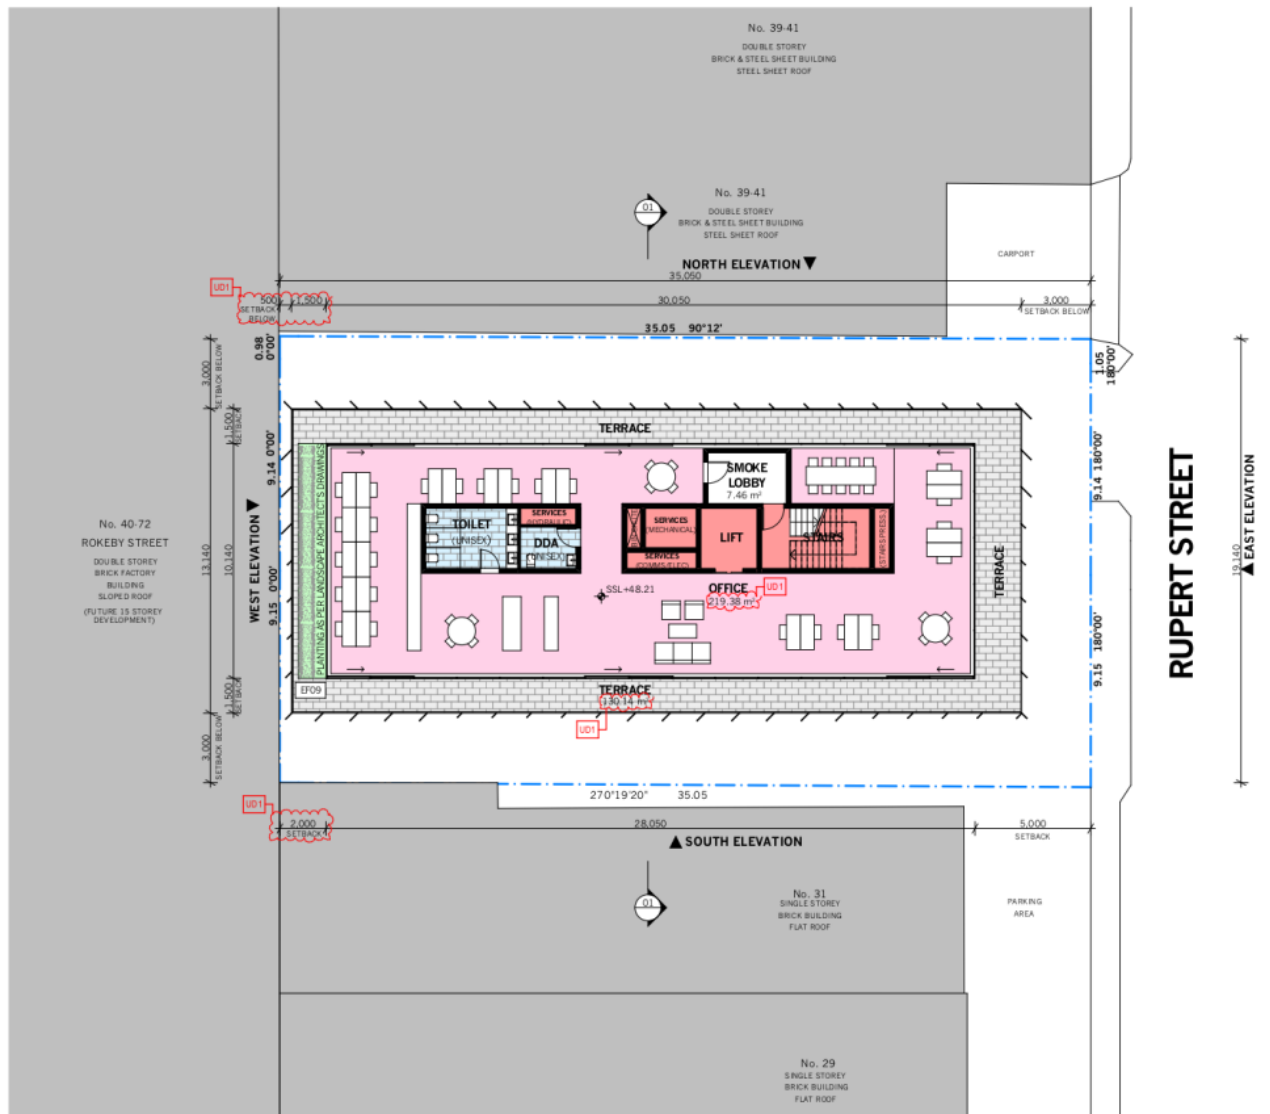 No. 39-41
DOUBLE STOREY
BRICK & STEEL SHEET BUILDING
STEEL SHEET ROOF
No. 39-41
DOUBLE STOREY
BRICK & STEEL SHEET BUILDING
STEEL SHEET ROOF
01
CARPORT
NORTH ELEVATION
35,050
UD1
500
1,500
30,050
3,000
SETBACK
BELOW
SETBACK BELOW
35.05 90°12'
0.98
0°00'
1.05
180°00'
3,000
SETBACK BELOW
1,500
SETBACK
TERRACE
9.14 0°00'
9.14 180°00'
PLANTING AS PER LANDSCAPE ARCHITECT'S DRAWINGS
SMOKE
LOBBY
7.46 m²
TOILET
(UNISEX)
SERVICES
(HYDRAULIC)
DDA
(UNISEX)
SERVICES
(MECHANICAL)
SERVICES
(COMMS/ELEC)
LIFT
STAIRS
(STAIRS PRESS.)
No. 40-72
ROKEBY STREET
DOUBLE STOREY
BRICK FACTORY
BUILDING
SLOPED ROOF
(FUTURE 15 STOREY
DEVELOPMENT)
13,140
10,140
WEST ELEVATION
9.15 0°00'
SSL+48.21
OFFICE
219.38 m²
UD1
TERRACE
9.15 180°00'
RUPERT STREET
19,140
EAST ELEVATION
EF09
TERRACE
130.14 m²
UD1
1,500
SETBACK
3,000
SETBACK BELOW
270°19'20" 35.05
UD1
2,000
SETBACK
28,050
5,000
SETBACK
SOUTH ELEVATION
01
No. 31
SINGLE STOREY
BRICK BUILDING
FLAT ROOF
PARKING
AREA
No. 29
SINGLE STOREY
BRICK BUILDING
FLAT ROOF